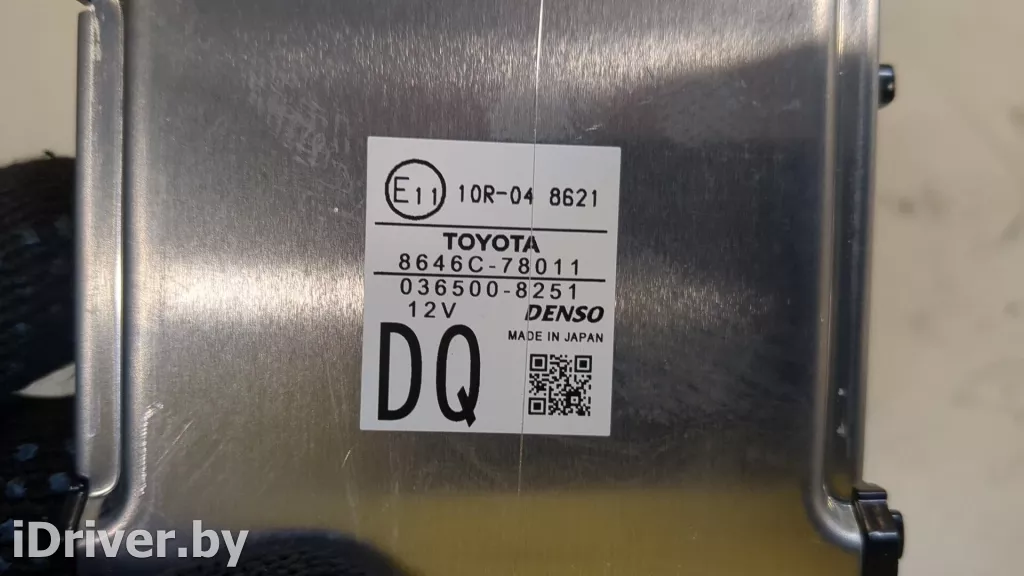 E11 10R-04 8621
TOYOTA
8646C-78011
036500-8251
12V DENSO
MADE IN JAPAN
DQ
iDriver.by